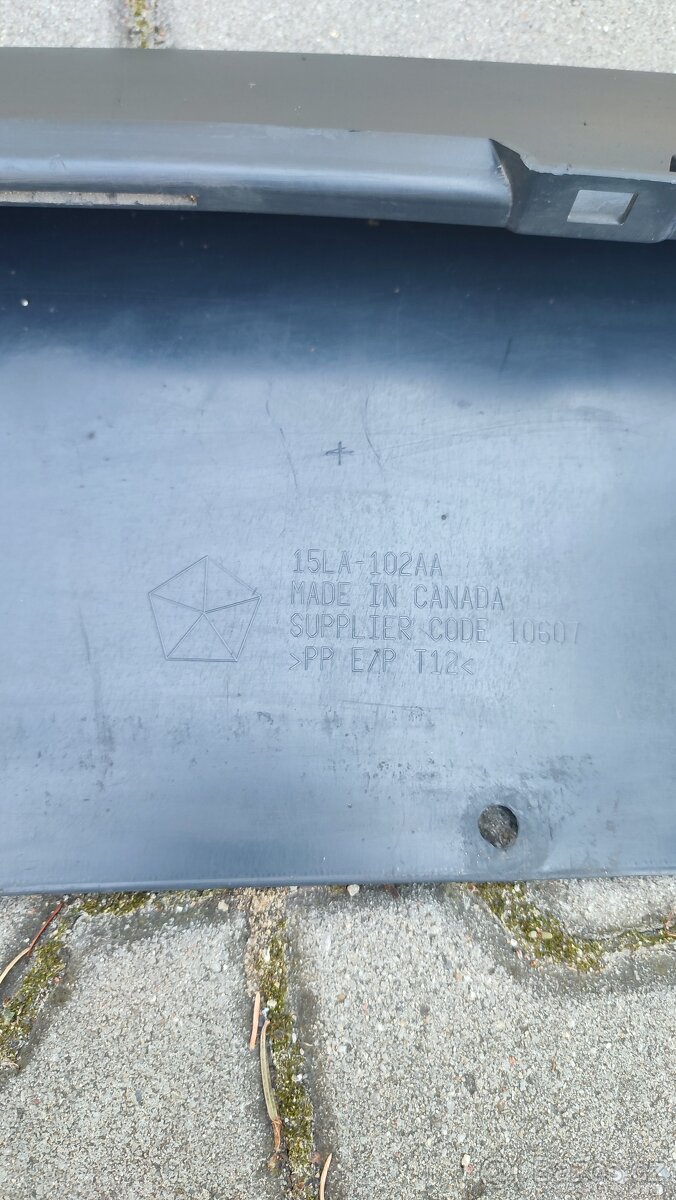 15LA-102AA
MADE IN CANADA
SUPPLIER CODE 10607
>PP E/P T12<